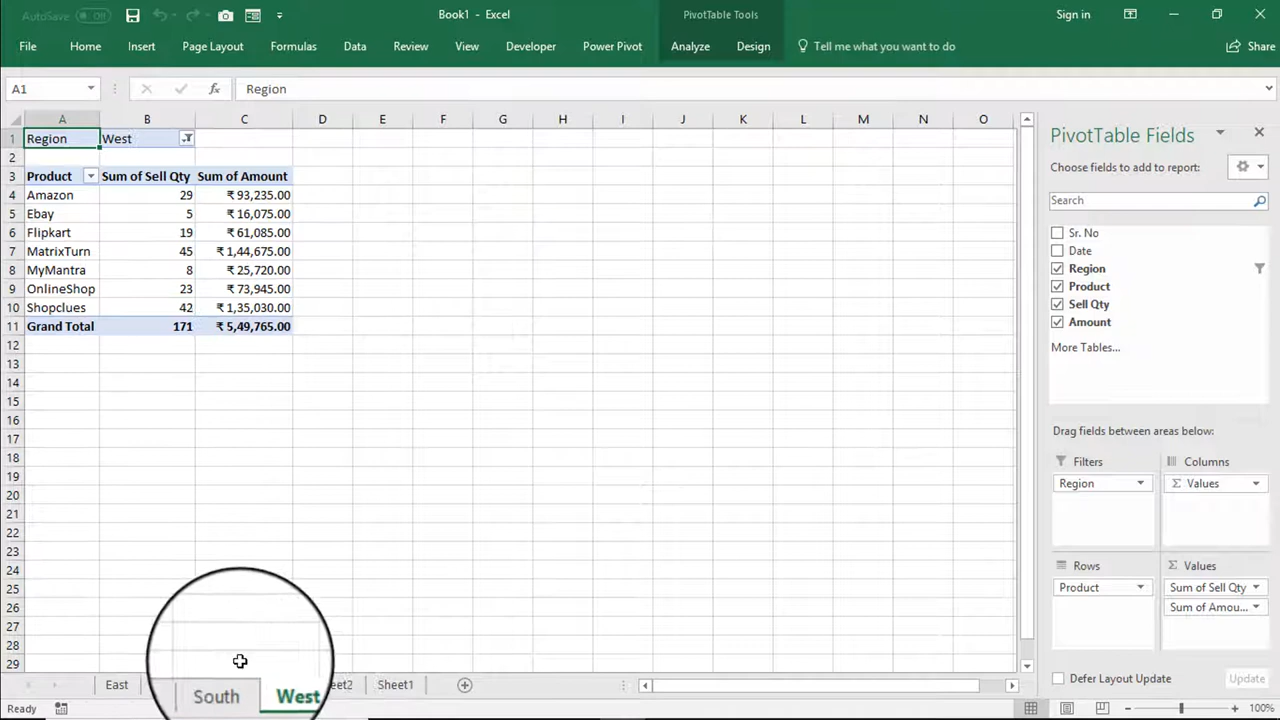 AutoSave Off
Book1 - Excel
PivotTable Tools
Sign in
File Home Insert Page Layout Formulas Data Review View Developer Power Pivot Analyze Design Tell me what you want to do Share
A1 fx Region
A B C D E F G H I J K L M N O
1 Region West
2
3 Product Sum of Sell Qty Sum of Amount
4 Amazon 29 ₹ 93,235.00
5 Ebay 5 ₹ 16,075.00
6 Flipkart 19 ₹ 61,085.00
7 MatrixTurn 45 ₹ 1,44,675.00
8 MyMantra 8 ₹ 25,720.00
9 OnlineShop 23 ₹ 73,945.00
10 Shopclues 42 ₹ 1,35,030.00
11 Grand Total 171 ₹ 5,49,765.00
12
13
14
15
16
17
18
19
20
21
22
23
24
25
26
27
28
29
PivotTable Fields
Choose fields to add to report:
Search
Sr. No
Date
Region
Product
Sell Qty
Amount
More Tables...
Drag fields between areas below:
Filters
Columns
Region
Σ Values
Rows
Σ Values
Product
Sum of Sell Qty
Sum of Amou...
Defer Layout Update Update
East South West eet2 Sheet1
Ready
100%